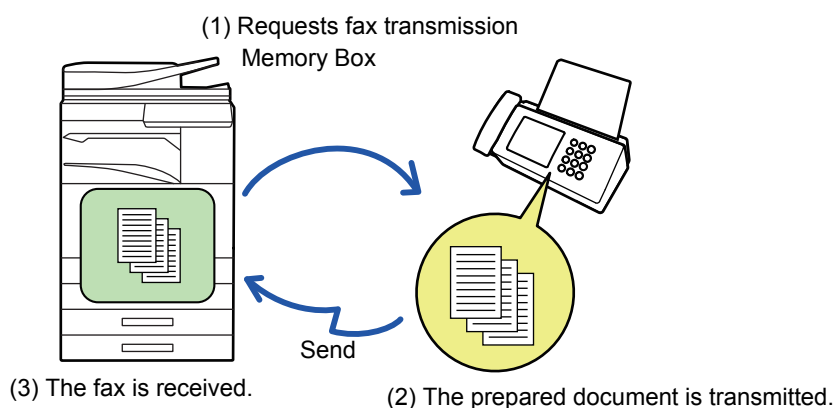 (1) Requests fax transmission
Memory Box
Send
(3) The fax is received.
(2) The prepared document is transmitted.